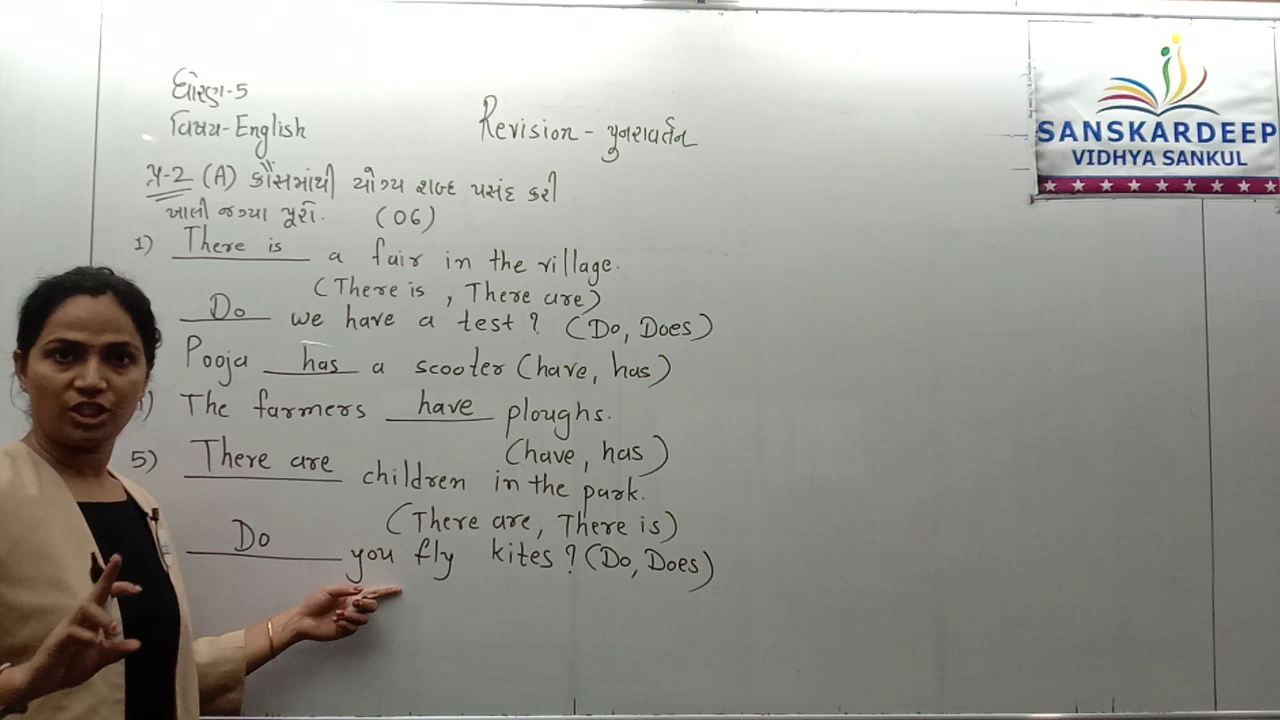 ધોરણ-5
વિષય-English
Revision - પુનરાવર્તન
પ્ર-2 (A) કૌંસમાંથી યોગ્ય શબ્દ પસંદ કરી
ખાલી જગ્યા પૂરો. (06)
1) There is a fair in the village.
(There is, There are)
Do we have a test? (Do, Does)
Pooja has a scooter (have, has)
The farmers have ploughs.
(have, has)
5) There are children in the park.
(There are, There is)
Do you fly kites? (Do, Does)
SANSKARDEEP
VIDHYA SANKUL